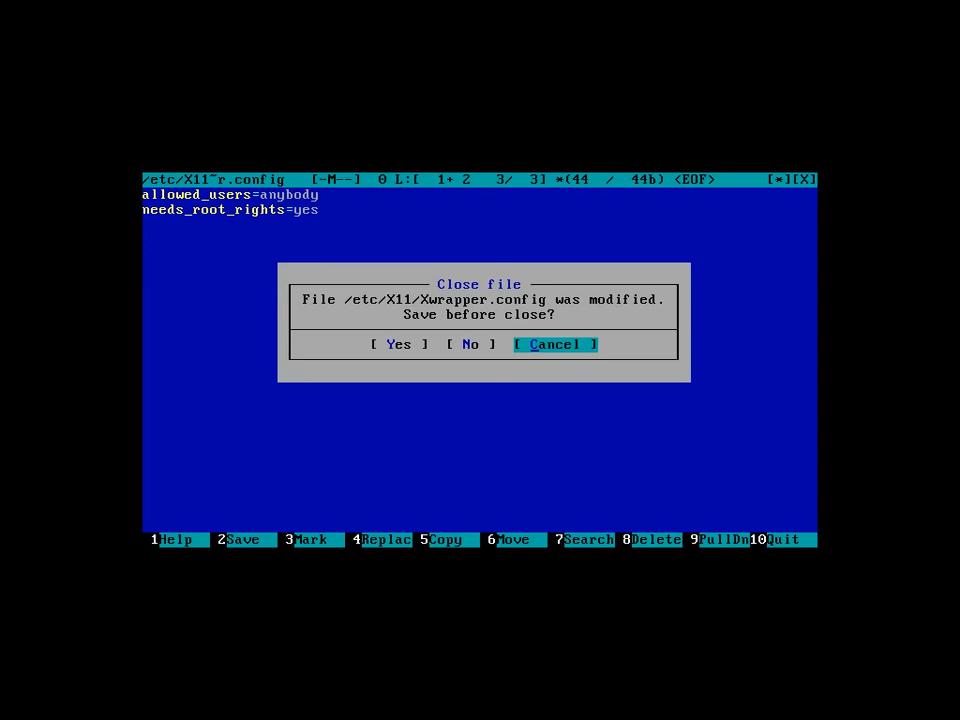 /etc/X11~r.config   [-M--]  0 L:[  1+ 2   3/  3] *(44  /  44b) <EOF>      [*][X]
allowed_users=anybody
needs_root_rights=yes
Close file
File /etc/X11/Xwrapper.config was modified.
Save before close?
[ Yes ]  [ No ]  [ Cancel ]
1Help  2Save  3Mark  4Replac 5Copy  6Move  7Search 8Delete 9PullDn10Quit